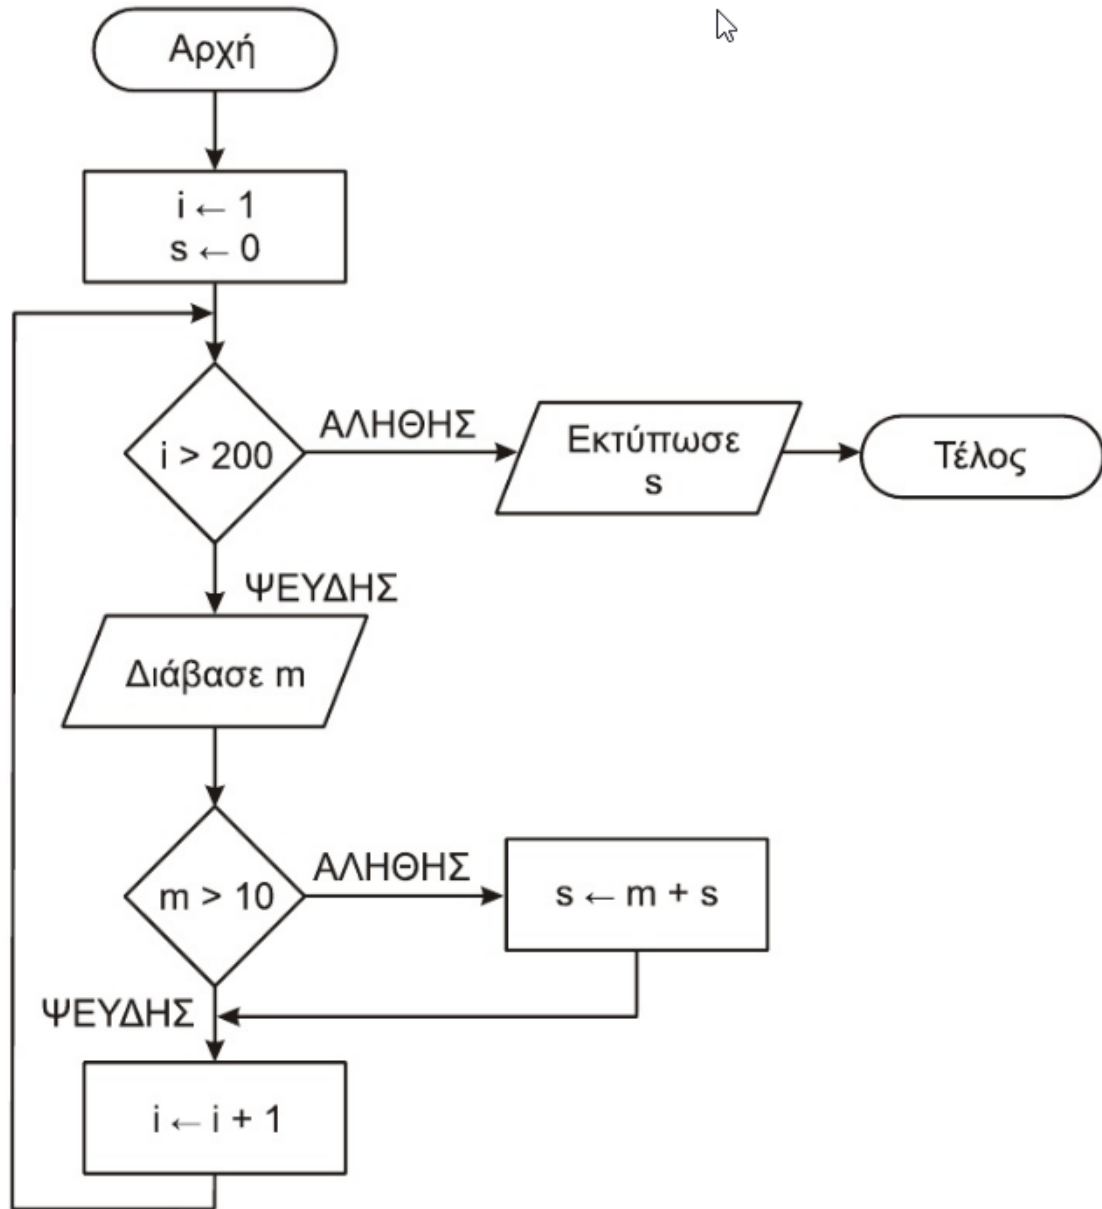 Αρχή
i ← 1
s ← 0
i > 200
ΑΛΗΘΗΣ
Εκτύπωσε
s
Τέλος
ΨΕΥΔΗΣ
Διάβασε m
m > 10
ΑΛΗΘΗΣ
s ← m + s
ΨΕΥΔΗΣ
i ← i + 1